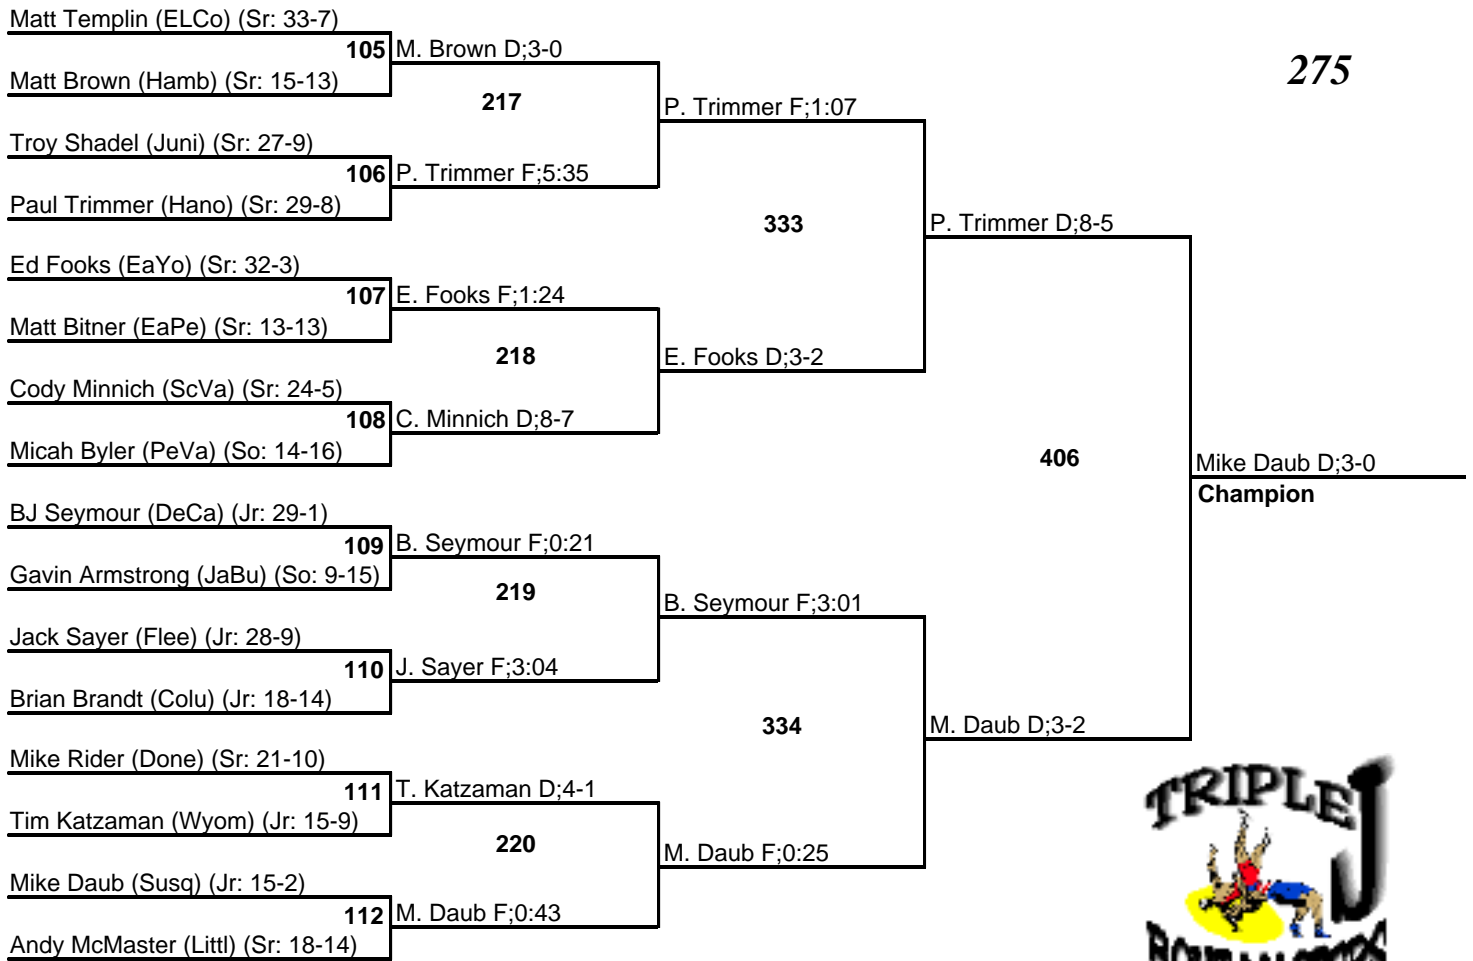 Matt Templin (ELCo) (Sr: 33-7)
105 M. Brown D;3-0
275
Matt Brown (Hamb) (Sr: 15-13)
217
P. Trimmer F;1:07
Troy Shadel (Juni) (Sr: 27-9)
106 P. Trimmer F;5:35
Paul Trimmer (Hano) (Sr: 29-8)
333
P. Trimmer D;8-5
Ed Fooks (EaYo) (Sr: 32-3)
107 E. Fooks F;1:24
Matt Bitner (EaPe) (Sr: 13-13)
218
E. Fooks D;3-2
Cody Minnich (ScVa) (Sr: 24-5)
108 C. Minnich D;8-7
Micah Byler (PeVa) (So: 14-16)
406
Mike Daub D;3-0
Champion
BJ Seymour (DeCa) (Jr: 29-1)
109 B. Seymour F;0:21
Gavin Armstrong (JaBu) (So: 9-15)
219
B. Seymour F;3:01
Jack Sayer (Flee) (Jr: 28-9)
110 J. Sayer F;3:04
Brian Brandt (Colu) (Jr: 18-14)
334
M. Daub D;3-2
Mike Rider (Done) (Sr: 21-10)
111 T. Katzaman D;4-1
Tim Katzaman (Wyom) (Jr: 15-9)
220
M. Daub F;0:25
Mike Daub (Susq) (Jr: 15-2)
112 M. Daub F;0:43
Andy McMaster (Littl) (Sr: 18-14)
TRIPLE J